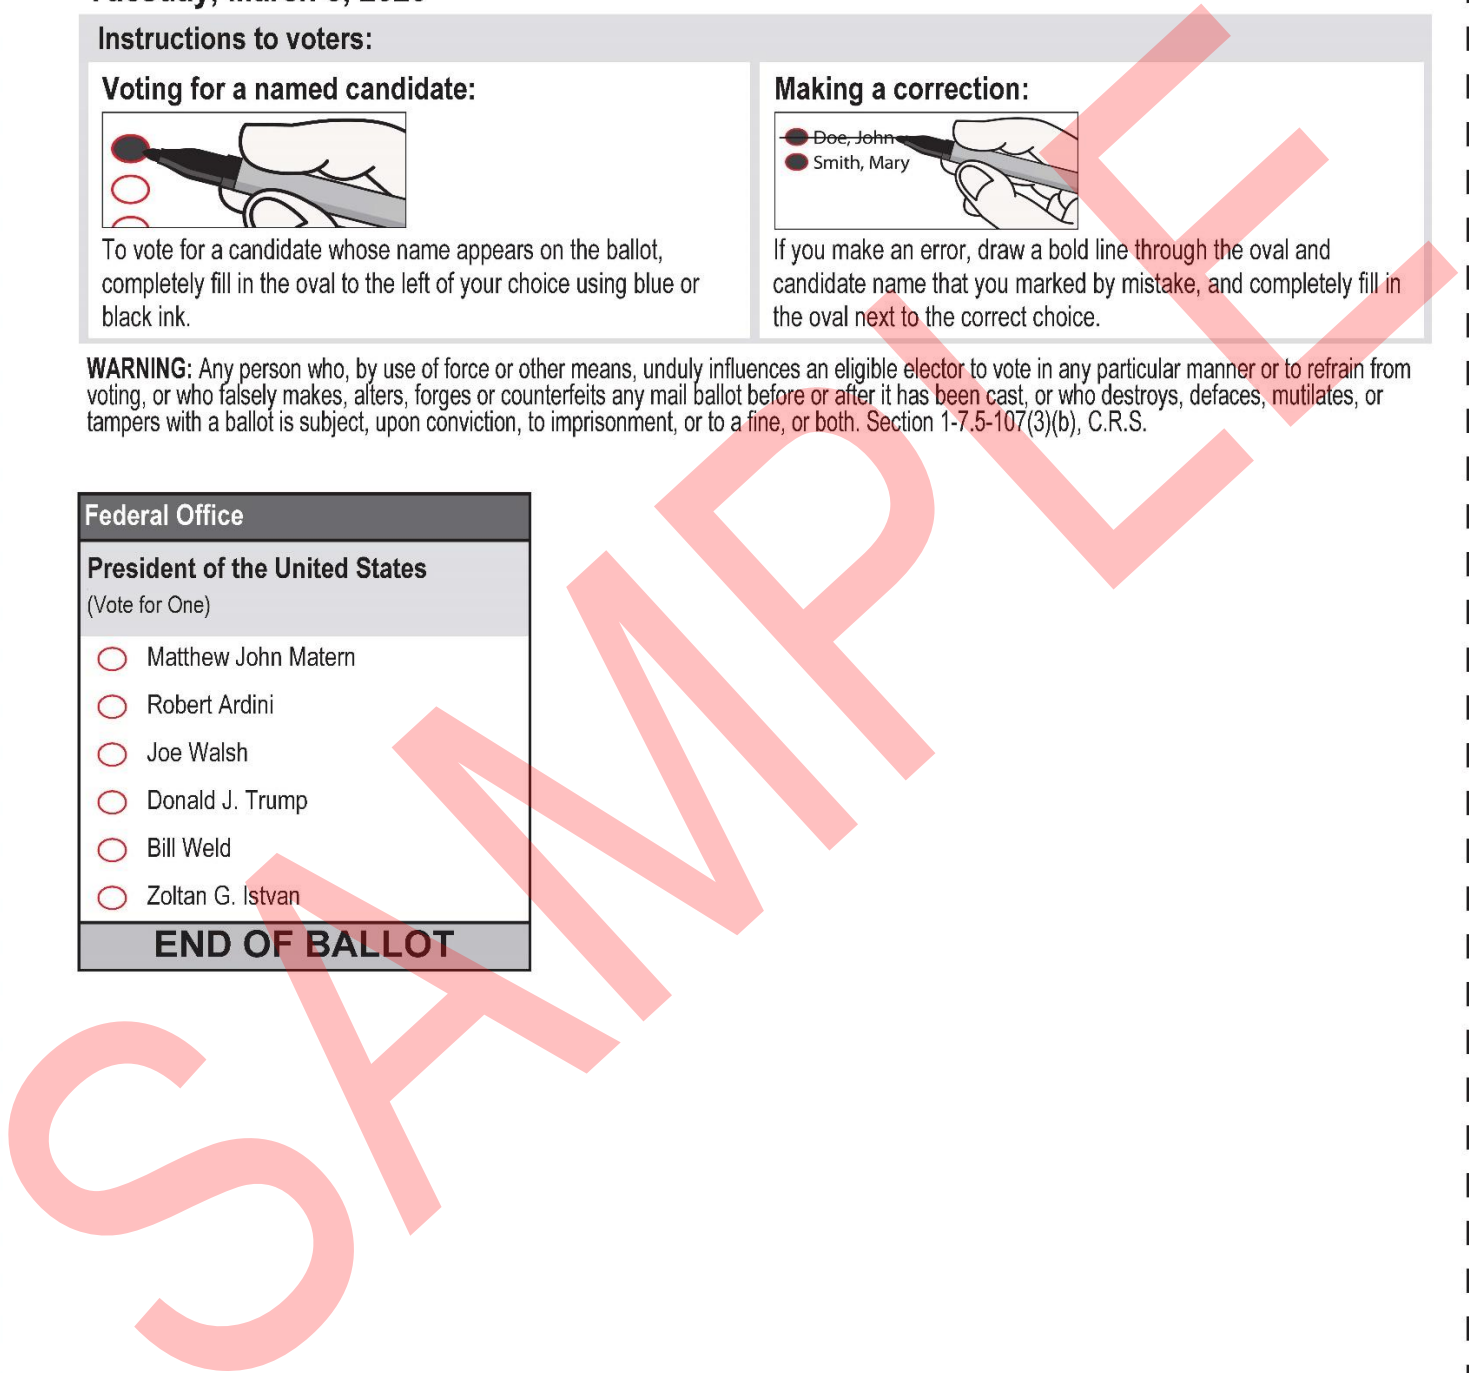 Tuesday, March 3, 2020
Instructions to voters:
Voting for a named candidate:
To vote for a candidate whose name appears on the ballot,
completely fill in the oval to the left of your choice using blue or
black ink.
Making a correction:
Doe, John
Smith, Mary
If you make an error, draw a bold line through the oval and
candidate name that you marked by mistake, and completely fill in
the oval next to the correct choice.
WARNING: Any person who, by use of force or other means, unduly influences an eligible elector to vote in any particular manner or to refrain from
voting, or who falsely makes, alters, forges or counterfeits any mail ballot before or after it has been cast, or who destroys, defaces, mutilates, or
tampers with a ballot is subject, upon conviction, to imprisonment, or to a fine, or both. Section 1-7.5-107(3)(b), C.R.S.
Federal Office
President of the United States
(Vote for One)
Matthew John Matern
Robert Ardini
Joe Walsh
Donald J. Trump
Bill Weld
Zoltan G. Istvan
END OF BALLOT
SAMPLE